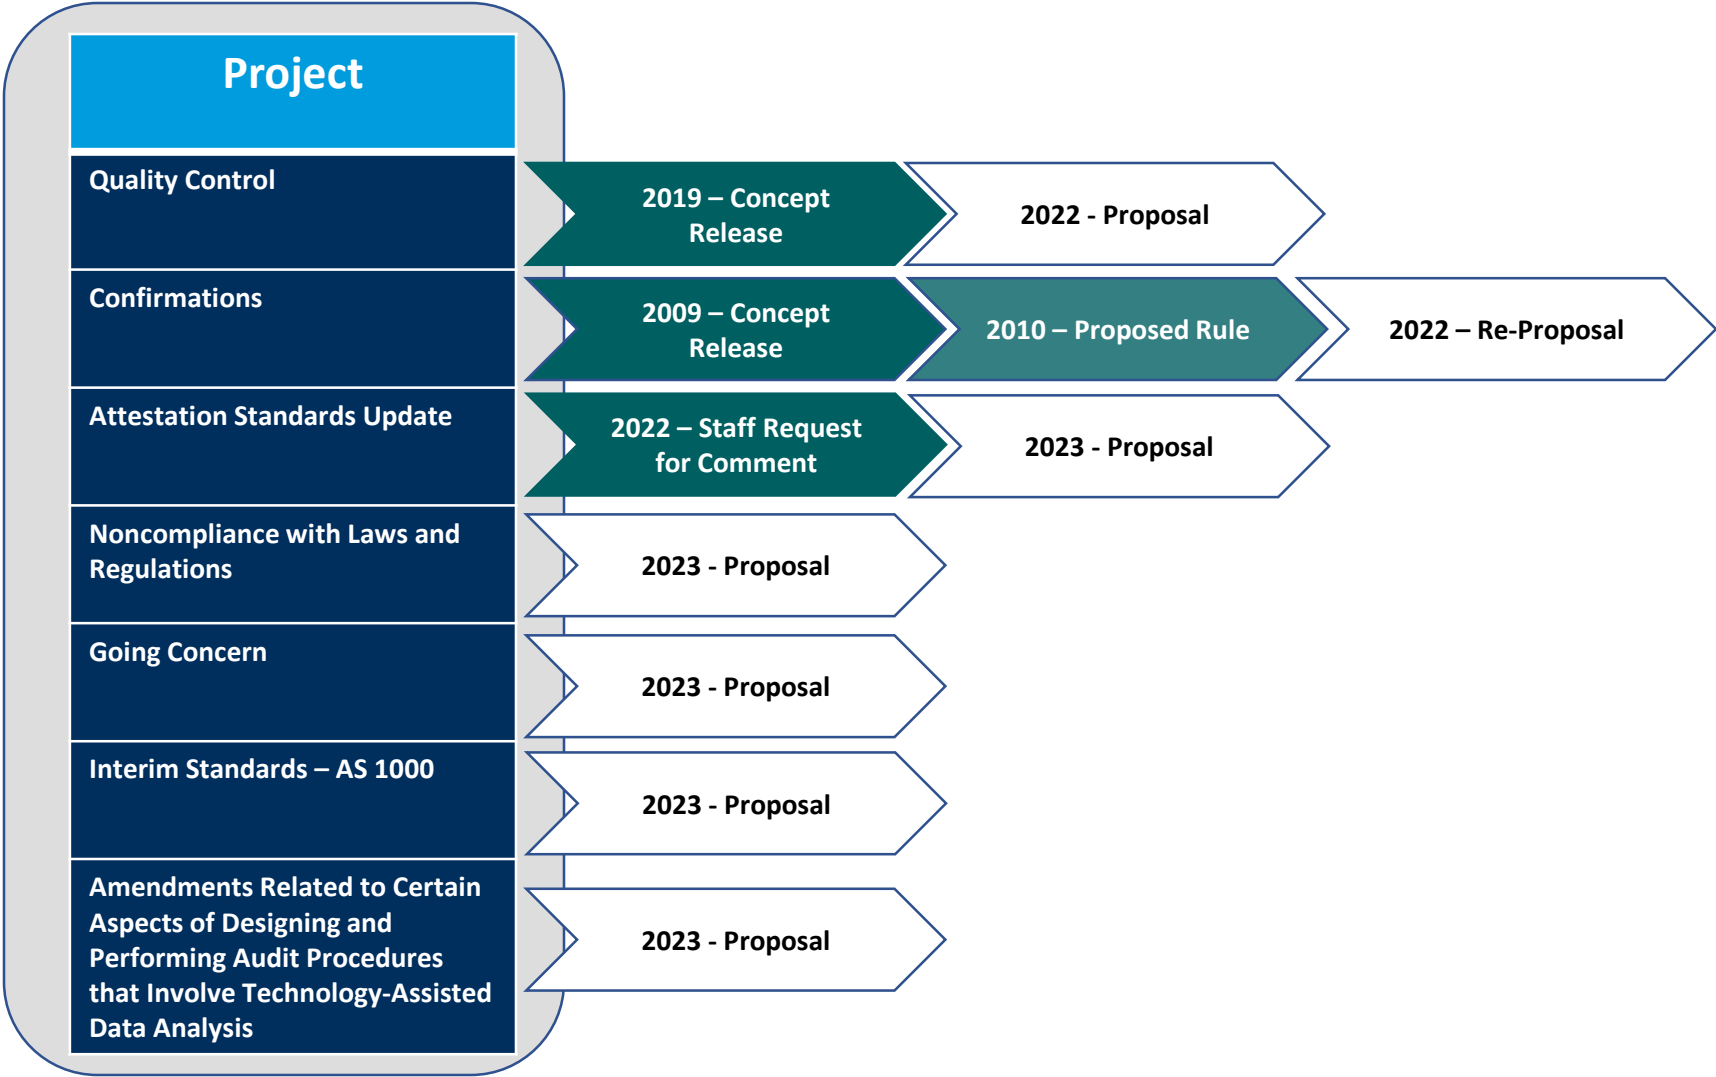 Project
Quality Control
2019 – Concept
Release
2022 - Proposal
Confirmations
2009 – Concept
Release
2010 – Proposed Rule
2022 – Re-Proposal
Attestation Standards Update
2022 – Staff Request
for Comment
2023 - Proposal
Noncompliance with Laws and
Regulations
2023 - Proposal
Going Concern
2023 - Proposal
Interim Standards – AS 1000
2023 - Proposal
Amendments Related to Certain
Aspects of Designing and
Performing Audit Procedures
that Involve Technology-Assisted
Data Analysis
2023 - Proposal